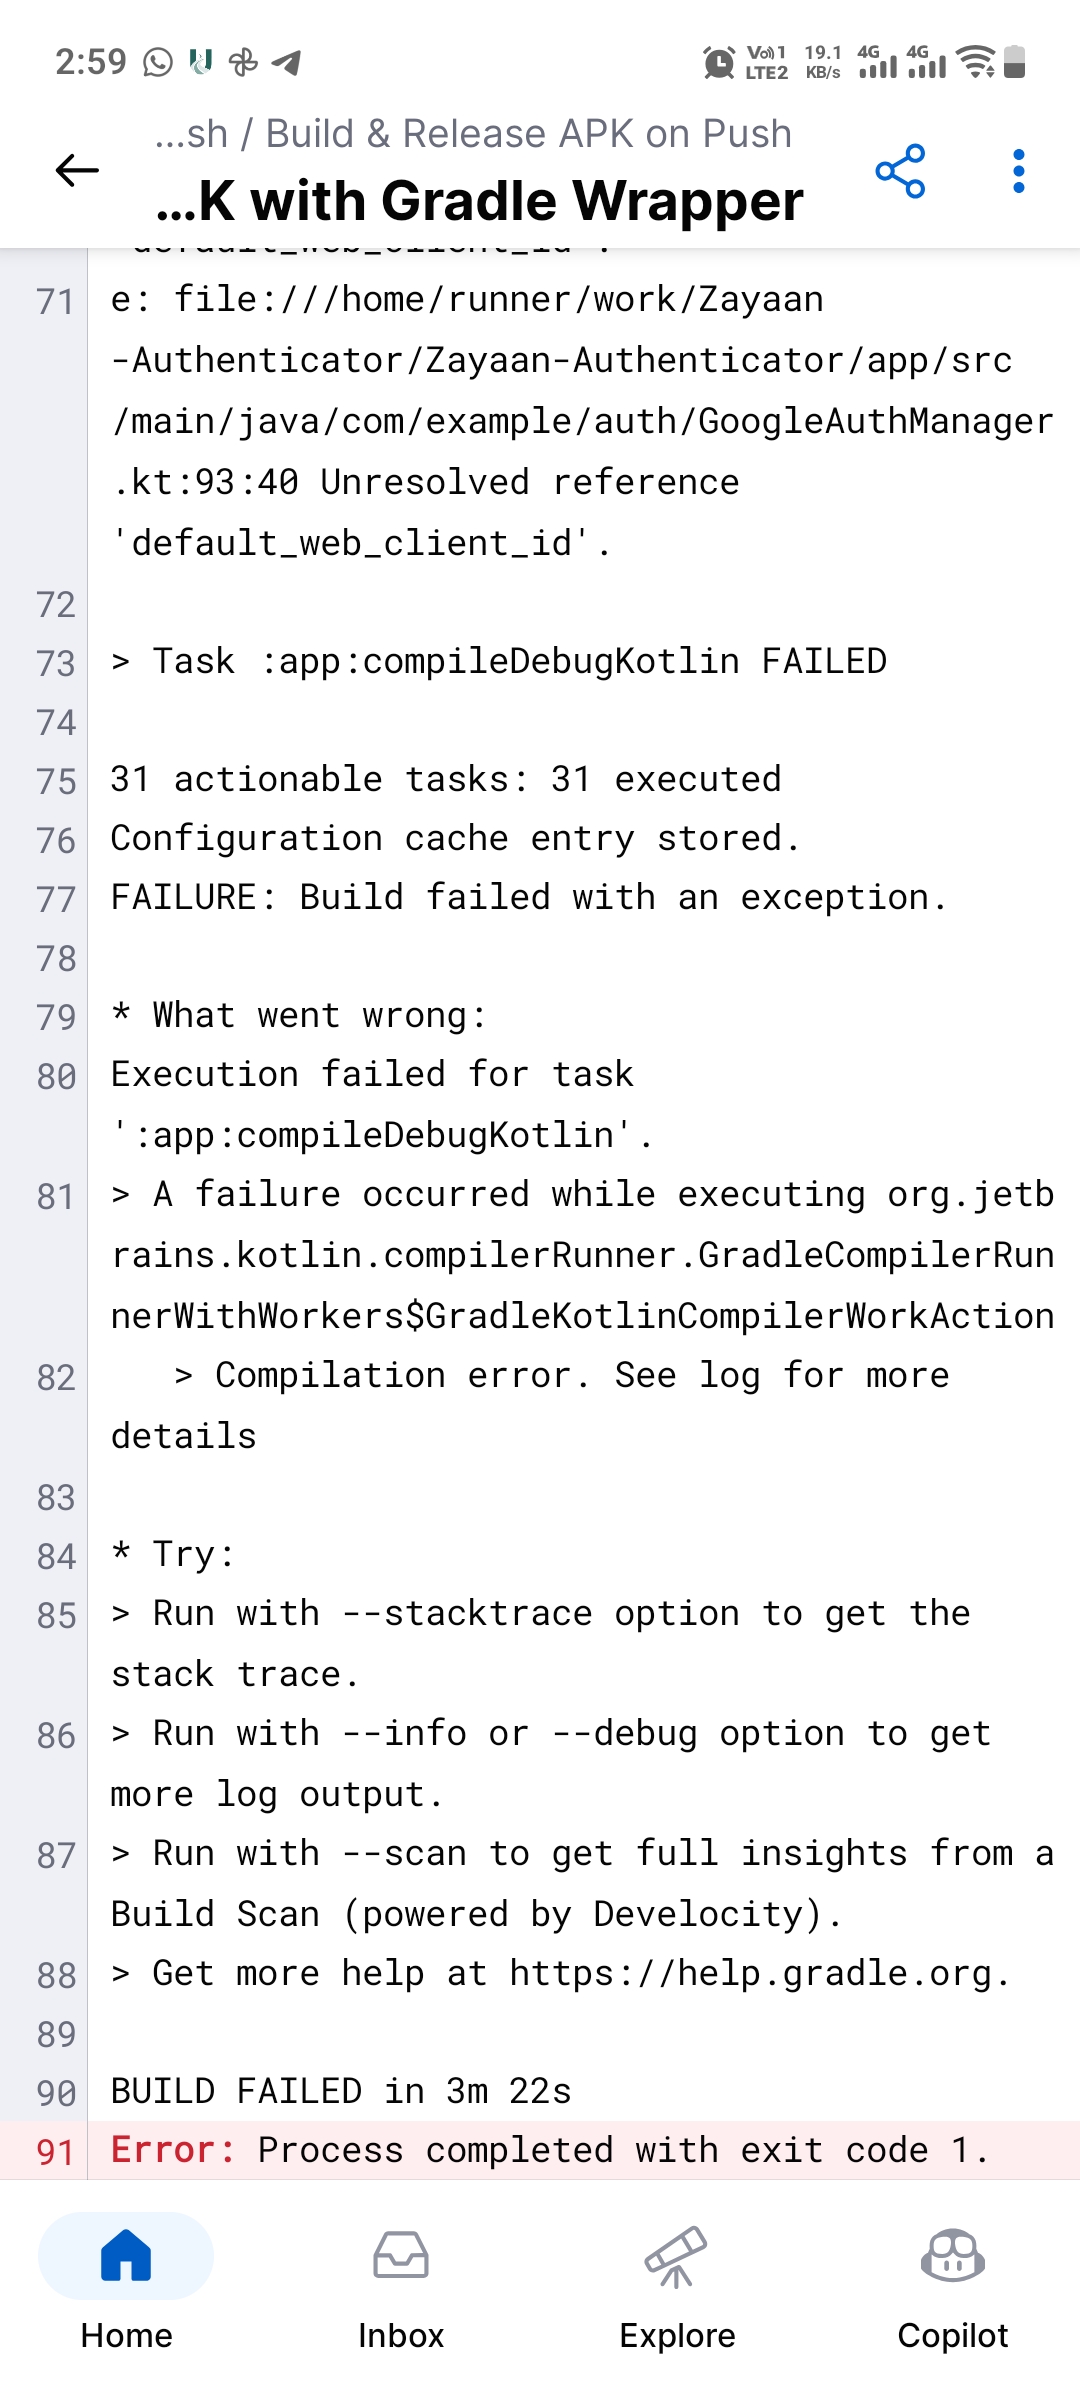 2:59
Vo)) 1
LTE2
19.1
KB/s
4G
4G
...sh / Build & Release APK on Push
...K with Gradle Wrapper
'default_web_client_id'.
71 e: file:///home/runner/work/Zayaan
-Authenticator/Zayaan-Authenticator/app/src
/main/java/com/example/auth/GoogleAuthManager
.kt:93:40 Unresolved reference
'default_web_client_id'.
72
73 > Task :app:compileDebugKotlin FAILED
74
75 31 actionable tasks: 31 executed
76 Configuration cache entry stored.
77 FAILURE: Build failed with an exception.
78
79 * What went wrong:
80 Execution failed for task
':app:compileDebugKotlin'.
81 > A failure occurred while executing org.jetb
rains.kotlin.compilerRunner.GradleCompilerRun
nerWithWorkers$GradleKotlinCompilerWorkAction
82 > Compilation error. See log for more
details
83
84 * Try:
85 > Run with --stacktrace option to get the
stack trace.
86 > Run with --info or --debug option to get
more log output.
87 > Run with --scan to get full insights from a
Build Scan (powered by Develocity).
88 > Get more help at https://help.gradle.org.
89
90 BUILD FAILED in 3m 22s
91 Error: Process completed with exit code 1.
Home
Inbox
Explore
Copilot